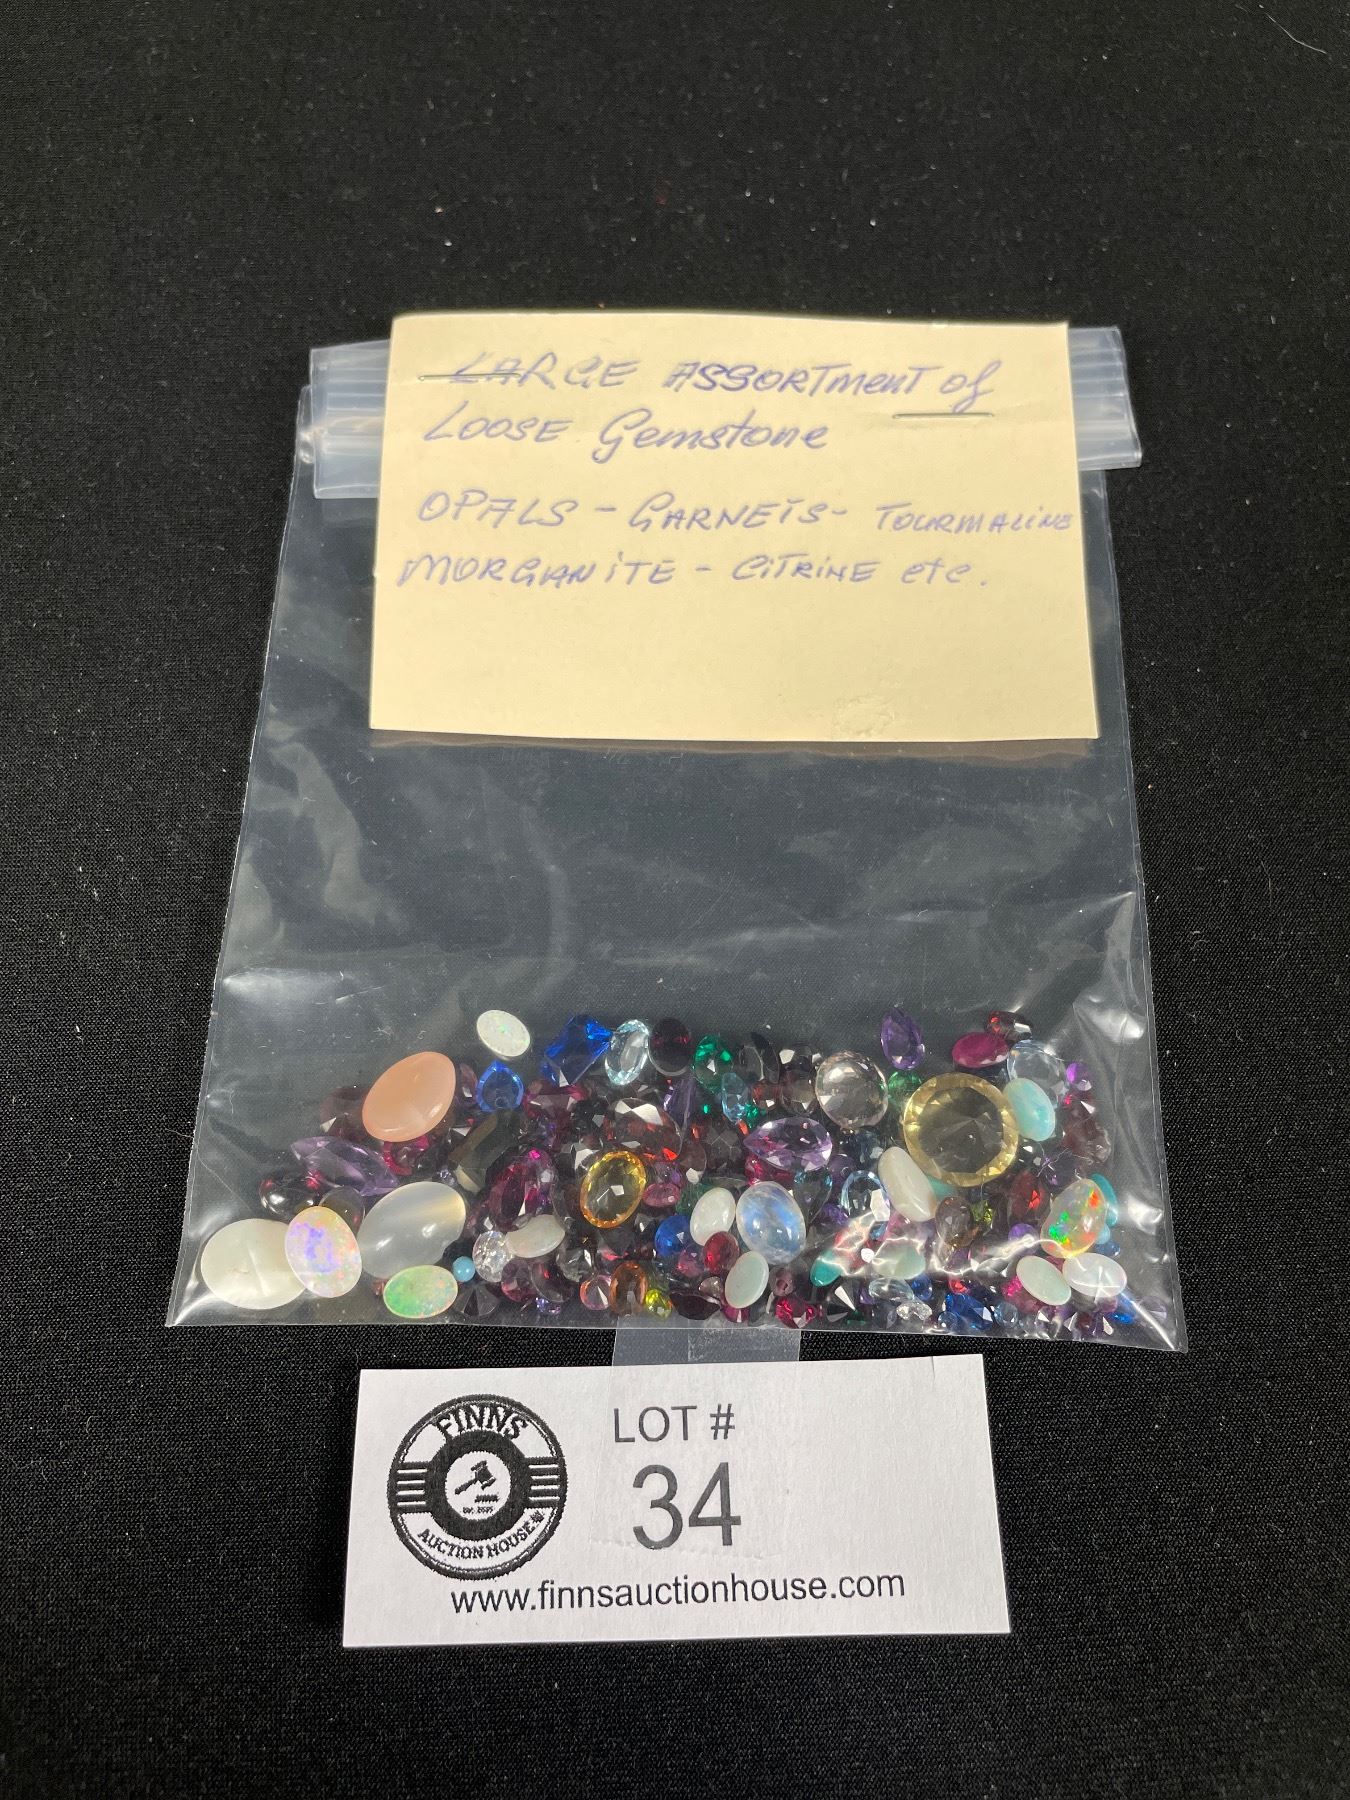 LARGE ASSORTment of
LOOSE Gemstone
OPALS - GARNETS - TOURMALINE
MORGANITE - CiTRiNE etc.
FINNS
AUCTION HOUSE
LOT #
34
www.finnsauctionhouse.com